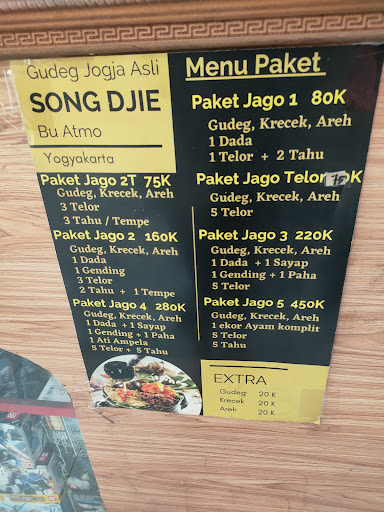 Gudeg Jogja Asli
SONG DJIE
Bu Atmo
Yogyakarta
Menu Paket
Paket Jago 1 80K
Gudeg, Krecek, Areh
1 Dada
1 Telor + 2 Tahu
Paket Jago 2T 75K
Gudeg, Krecek, Areh
3 Telor
3 Tahu / Tempe
Paket Jago Telor
Gudeg, Krecek, Areh
5 Telor
Paket Jago 2 160K
Gudeg, Krecek, Areh
1 Dada
1 Gending
3 Telor
2 Tahu + 1 Tempe
Paket Jago 3 220K
Gudeg, Krecek, Areh
1 Dada + 1 Sayap
1 Gending + 1 Paha
5 Telor
Paket Jago 4 280K
Gudeg, Krecek, Areh
1 Dada + 1 Sayap
1 Gending + 1 Paha
1 Ati Ampela
5 Telor + 5 Tahu
Paket Jago 5 450K
Gudeg, Krecek, Areh
1 ekor Ayam komplit
5 Telor
5 Tahu
EXTRA
Gudeg 20 K
Krecek 20 K
Areh 20 K